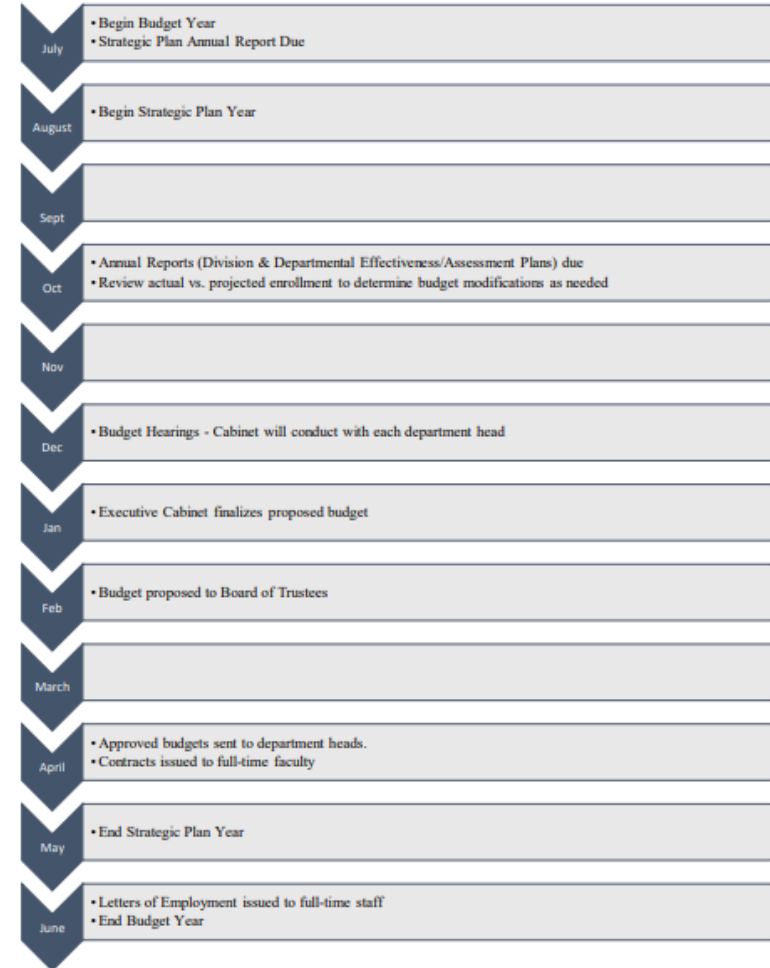 July
• Begin Budget Year
• Strategic Plan Annual Report Due
August
• Begin Strategic Plan Year
Sept
Oct
• Annual Reports (Division & Departmental Effectiveness/Assessment Plans) due
• Review actual vs. projected enrollment to determine budget modifications as needed
Nov
Dec
• Budget Hearings - Cabinet will conduct with each department head
Jan
• Executive Cabinet finalizes proposed budget
Feb
• Budget proposed to Board of Trustees
March
April
• Approved budgets sent to department heads.
• Contracts issued to full-time faculty
May
• End Strategic Plan Year
June
• Letters of Employment issued to full-time staff
• End Budget Year